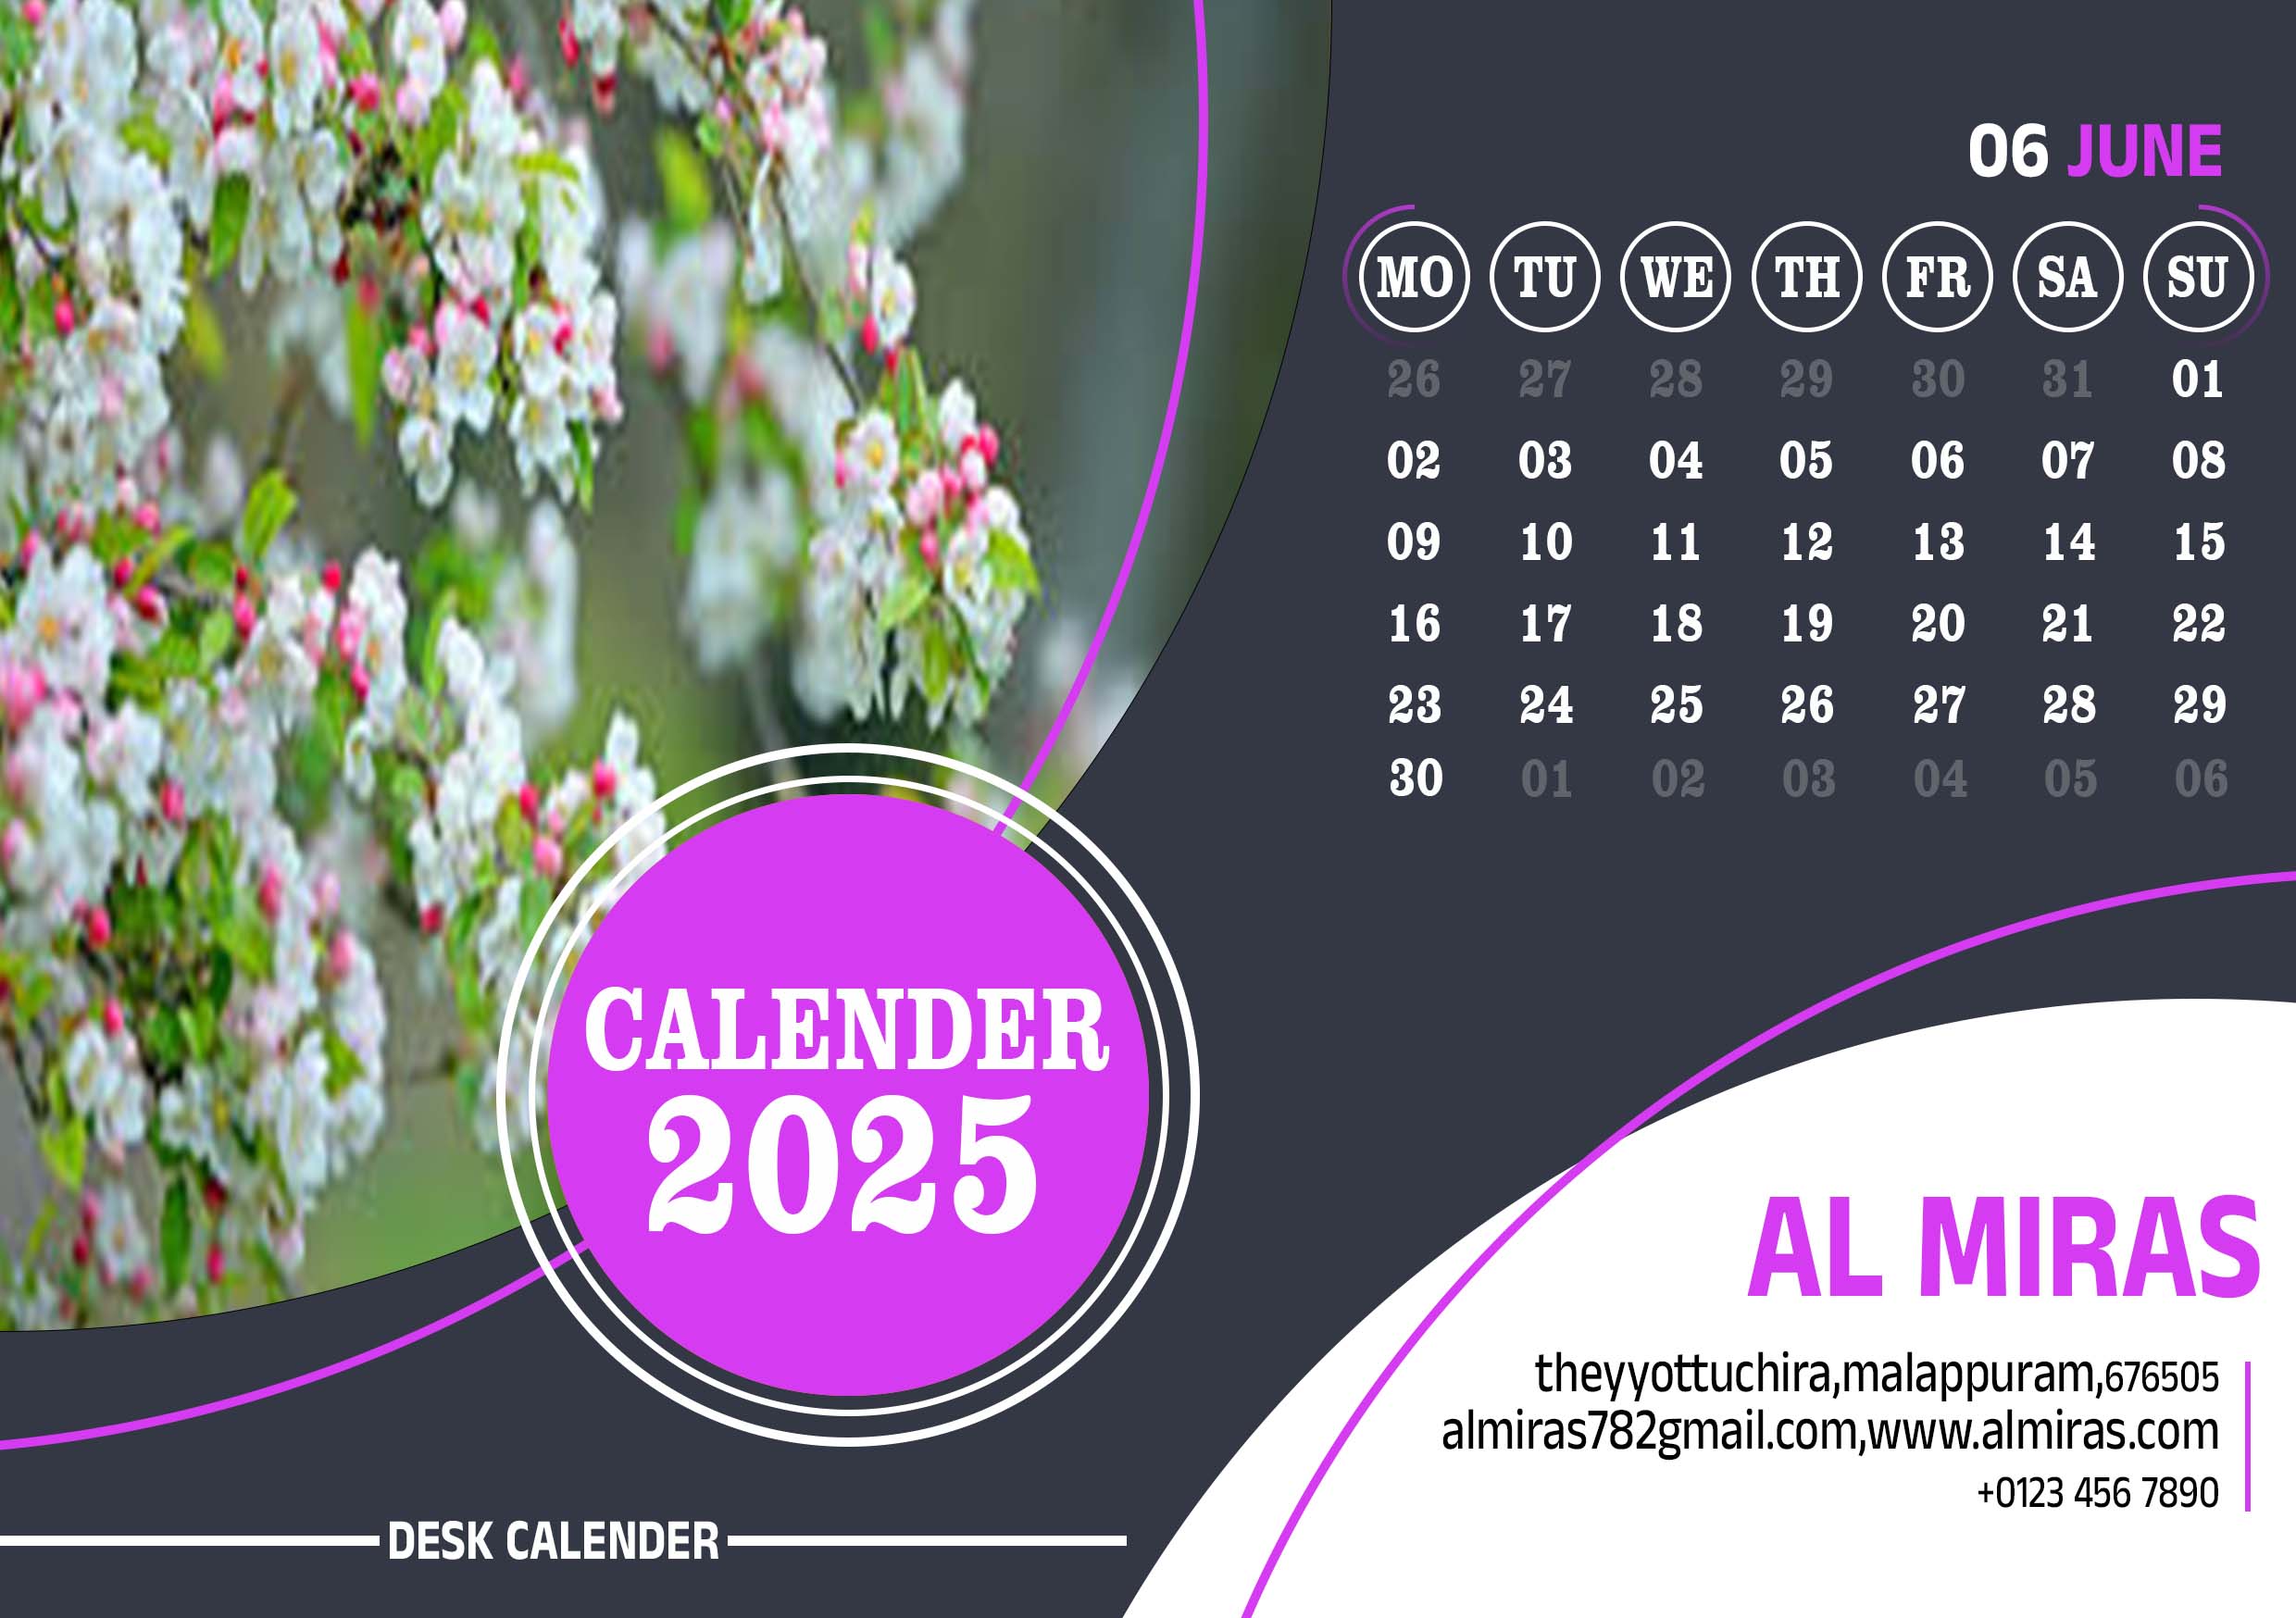 06 JUNE
MO TU WE TH FR SA SU
26 27 28 29 30 31 01
02 03 04 05 06 07 08
09 10 11 12 13 14 15
16 17 18 19 20 21 22
23 24 25 26 27 28 29
30 01 02 03 04 05 06
CALENDER
2025
AL MIRAS
theyyottuchira,malappuram,676505
almiras782gmail.com,www.almiras.com
+0123 456 7890
DESK CALENDER